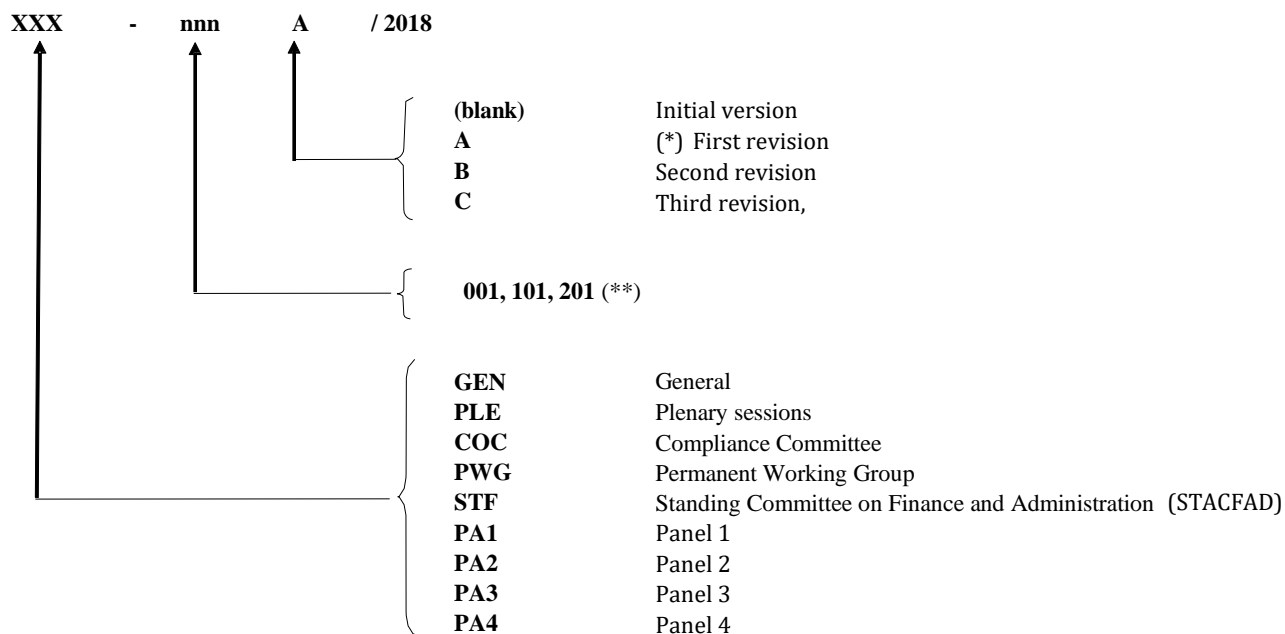 XXX - nnn A / 2018
(blank) Initial version
A (*) First revision
B Second revision
C Third revision,
001, 101, 201 (**)
GEN General
PLE Plenary sessions
COC Compliance Committee
PWG Permanent Working Group
STF Standing Committee on Finance and Administration (STACFAD)
PA1 Panel 1
PA2 Panel 2
PA3 Panel 3
PA4 Panel 4